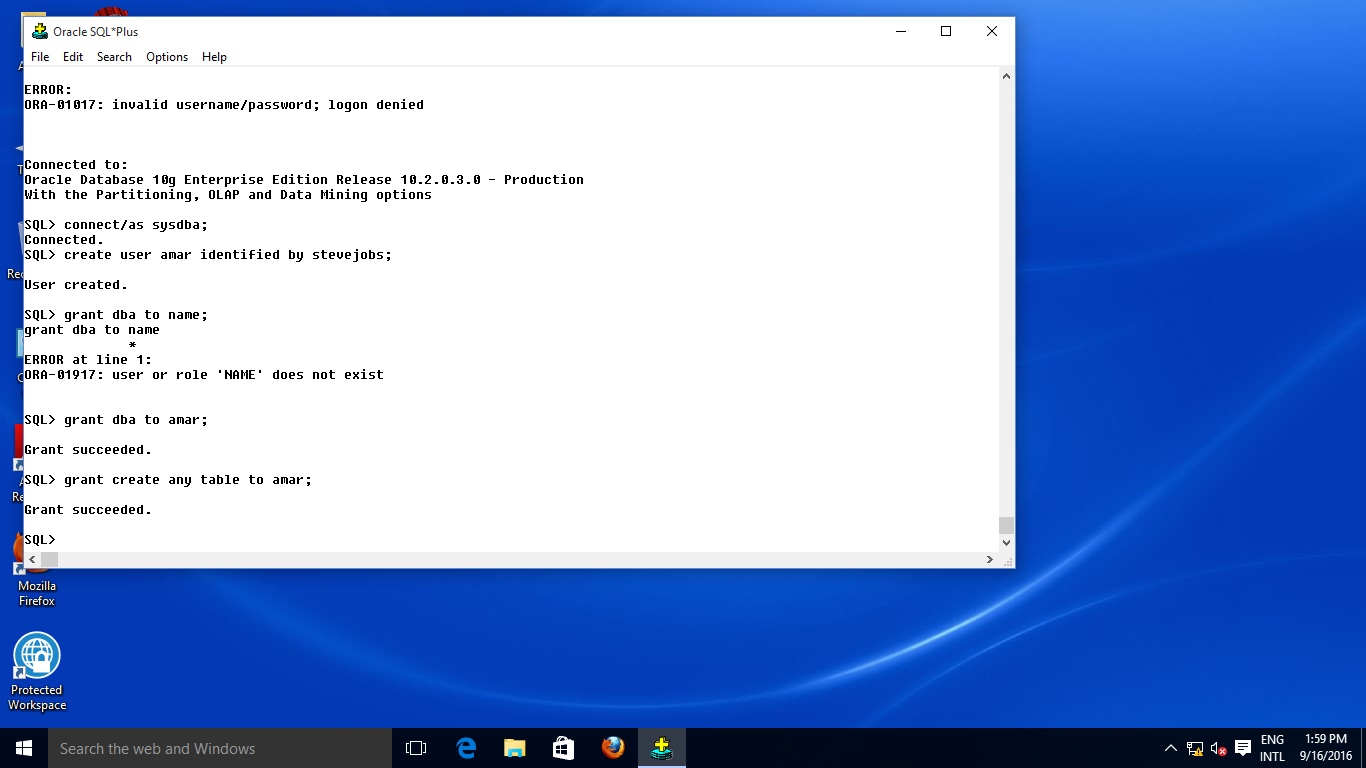 Oracle SQL*Plus
File Edit Search Options Help
ERROR:
ORA-01017: invalid username/password; logon denied
Connected to:
Oracle Database 10g Enterprise Edition Release 10.2.0.3.0 - Production
With the Partitioning, OLAP and Data Mining options
SQL> connect/as sysdba;
Connected.
SQL> create user amar identified by stevejobs;
User created.
SQL> grant dba to name;
grant dba to name
*
ERROR at line 1:
ORA-01917: user or role 'NAME' does not exist
SQL> grant dba to amar;
Grant succeeded.
SQL> grant create any table to amar;
Grant succeeded.
SQL>
Mozilla
Firefox
Protected
Workspace
Search the web and Windows
ENG
INTL
1:59 PM
9/16/2016